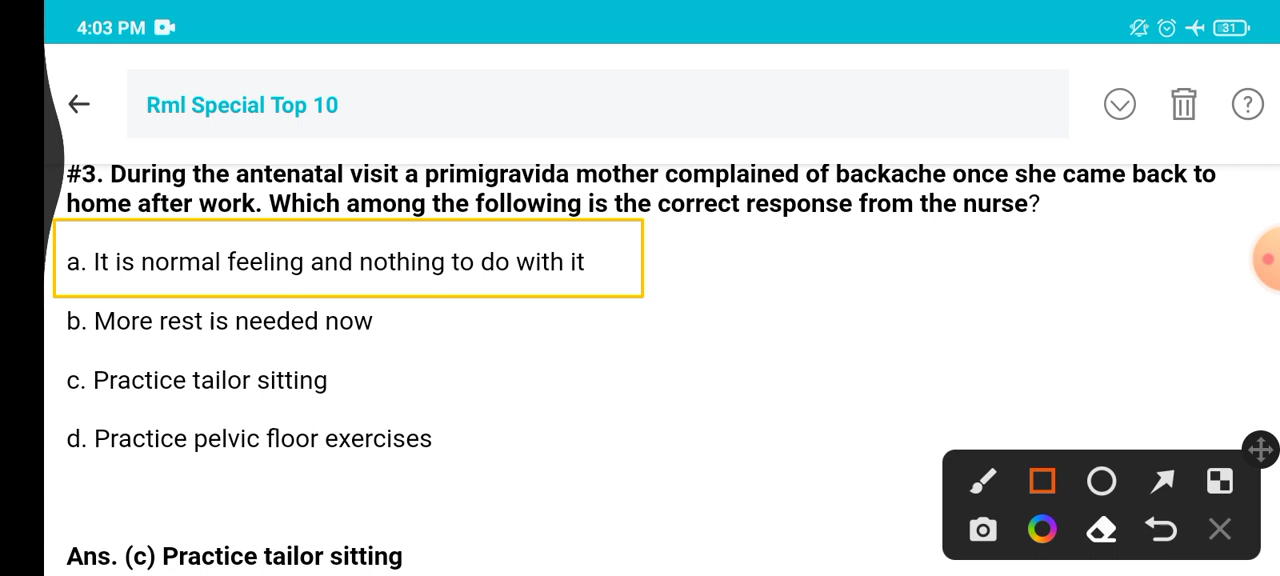 4:03 PM
31
Rml Special Top 10
?
#3. During the antenatal visit a primigravida mother complained of backache once she came back to
home after work. Which among the following is the correct response from the nurse?
a. It is normal feeling and nothing to do with it
b. More rest is needed now
c. Practice tailor sitting
d. Practice pelvic floor exercises
Ans. (c) Practice tailor sitting